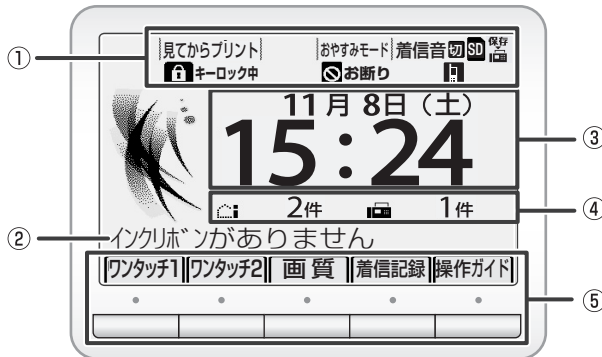 ① 見てからプリント おやすみモード 着信音 切 SD 保存
キーロック中 お断り
11月 8日(土)
15:24 ③
2件 1件 ④
② インクリボンがありません
ワンタッチ1 ワンタッチ2 画質 着信記録 操作ガイド
⑤